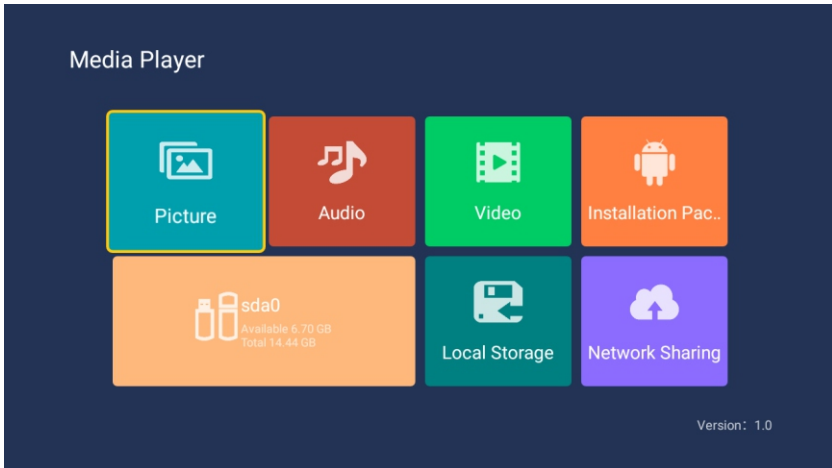 Media Player
Picture
Audio
Video
Installation Pac..
sda0
Available 6.70 GB
Total 14.44 GB
Local Storage
Network Sharing
Version： 1.0